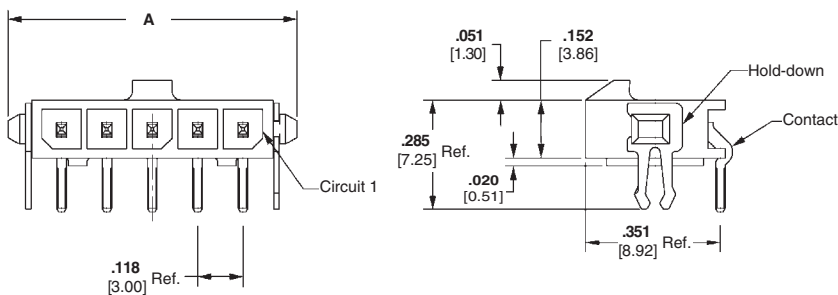 A
Circuit 1
.118
[3.00] Ref.
.051
[1.30]
.152
[3.86]
Hold-down
Contact
.285
[7.25] Ref.
.020
[0.51]
.351
[8.92] Ref.